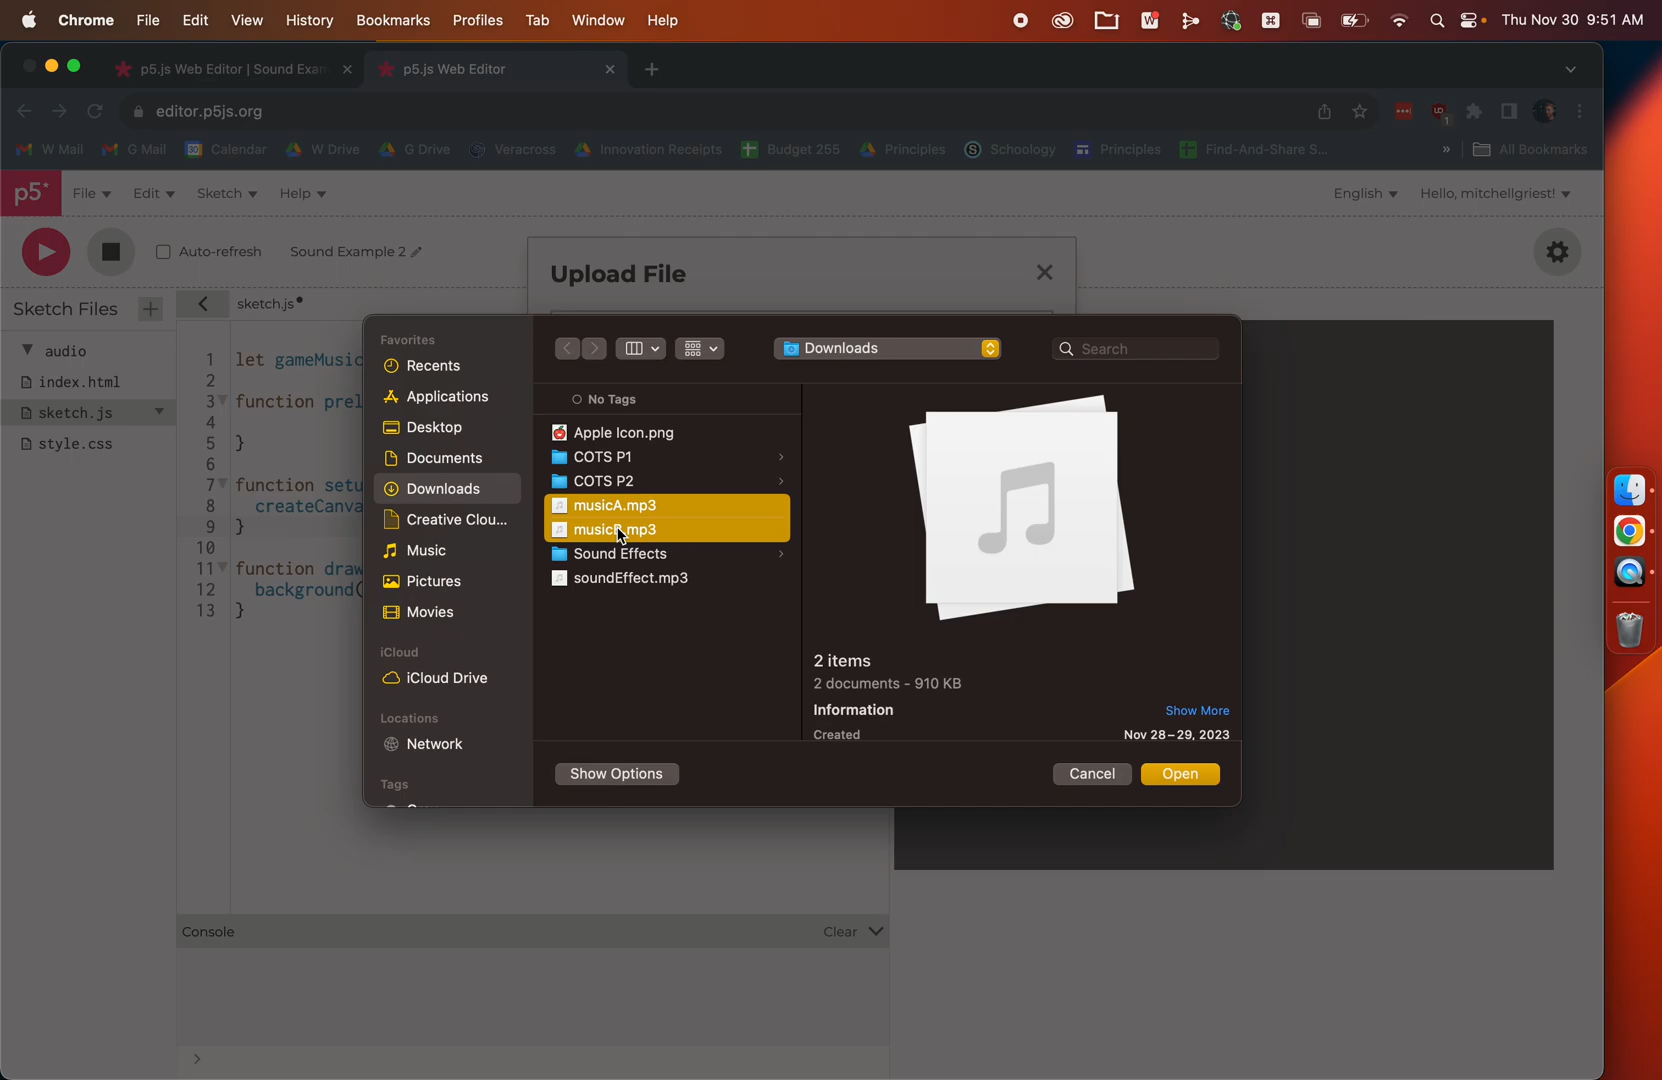 Chrome File Edit View History Bookmarks Profiles Tab Window Help Thu Nov 30 9:51 AM
p5.js Web Editor | Sound Exam p5.js Web Editor
editor.p5js.org
W Mail G Mail Calendar W Drive G Drive Veracross Innovation Receipts Budget 255 Principles Schoology Principles Find-And-Share S... » All Bookmarks
p5* File Edit Sketch Help English Hello, mitchellgriest!
Auto-refresh Sound Example 2
Upload File
Sketch Files
sketch.js
audio
index.html
sketch.js
style.css
1 let gameMusic
2
3 function prel
4
5 }
6
7 function setu
8 createCanva
9 }
10
11 function draw
12 background(
13 }
Favorites
Recents
Applications
Desktop
Documents
Downloads
Creative Clou...
Music
Pictures
Movies
iCloud
iCloud Drive
Locations
Network
Tags
Downloads
Search
No Tags
Apple Icon.png
COTS P1
COTS P2
musicA.mp3
musicB.mp3
Sound Effects
soundEffect.mp3
2 items
2 documents - 910 KB
Information Show More
Created Nov 28–29, 2023
Show Options Cancel Open
Console Clear
>